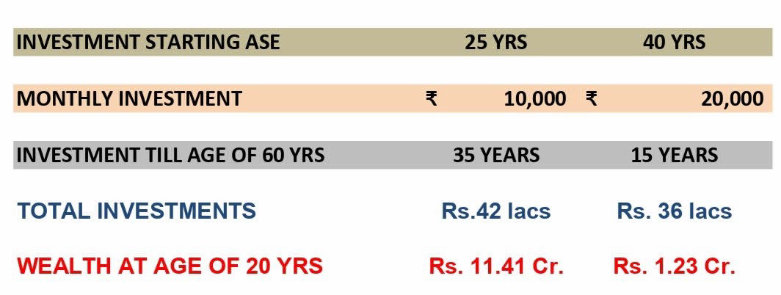 INVESTMENT STARTING ASE 25 YRS 40 YRS
MONTHLY INVESTMENT ₹ 10,000 ₹ 20,000
INVESTMENT TILL AGE OF 60 YRS 35 YEARS 15 YEARS
TOTAL INVESTMENTS Rs.42 lacs Rs. 36 lacs
WEALTH AT AGE OF 20 YRS Rs. 11.41 Cr. Rs. 1.23 Cr.